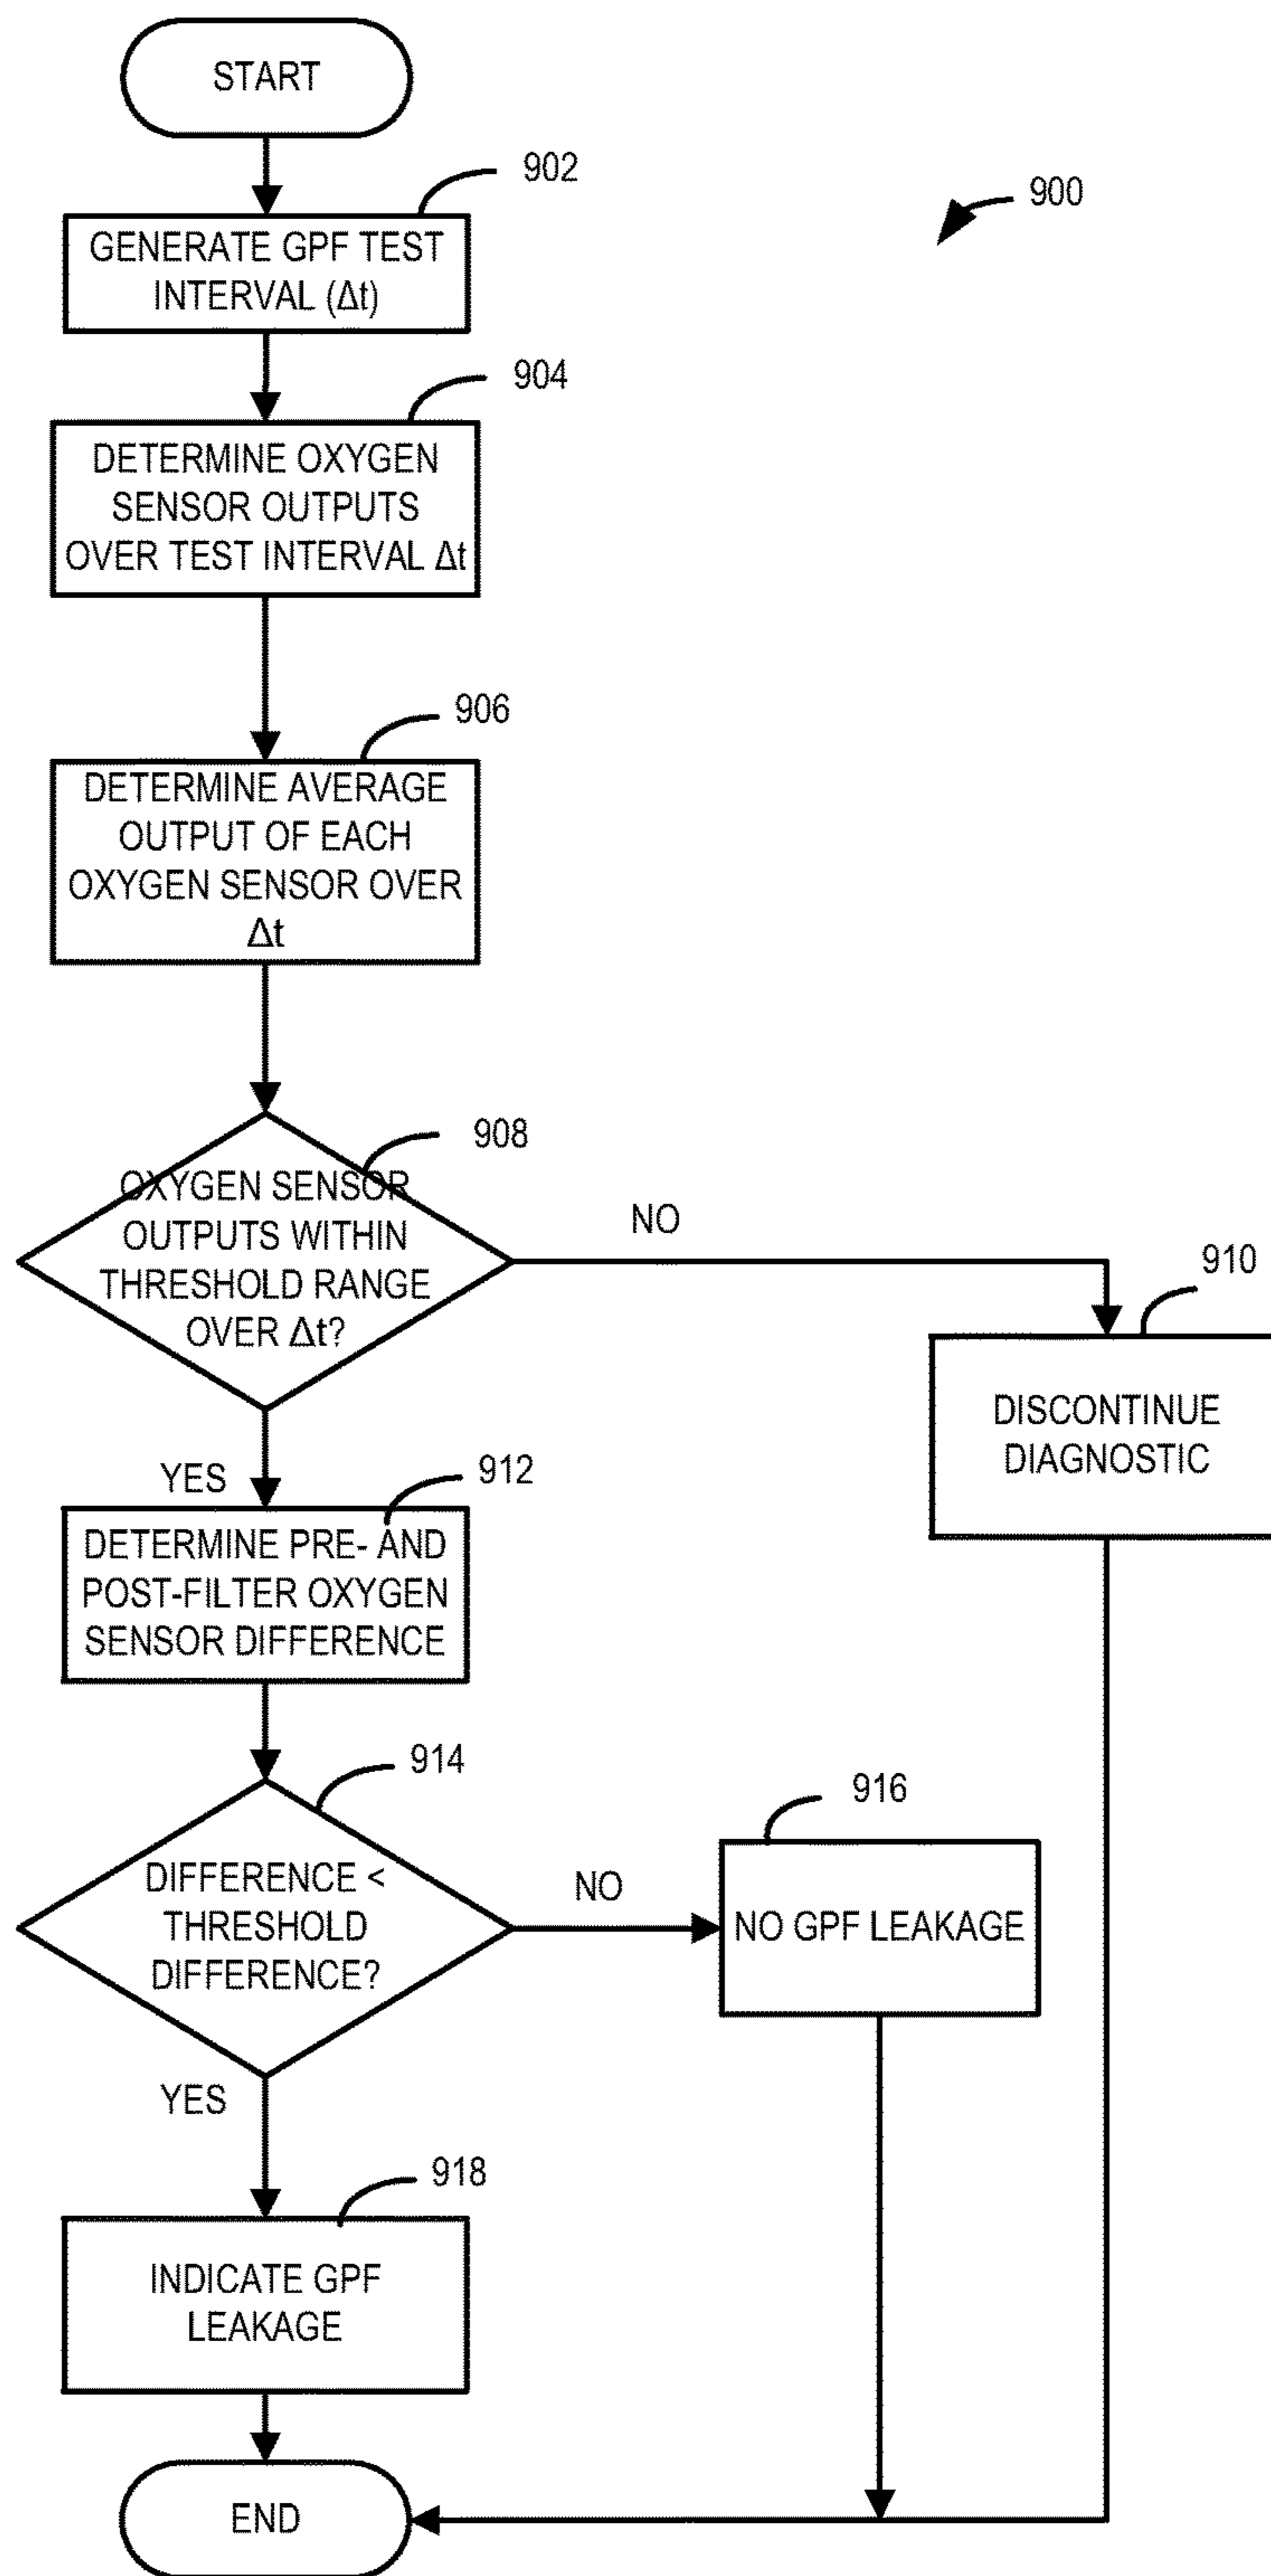 START
902
900
GENERATE GPF TEST
INTERVAL (Δt)
904
DETERMINE OXYGEN
SENSOR OUTPUTS
OVER TEST INTERVAL Δt
906
DETERMINE AVERAGE
OUTPUT OF EACH
OXYGEN SENSOR OVER
Δt
908
OXYGEN SENSOR
OUTPUTS WITHIN
THRESHOLD RANGE
OVER Δt?
NO
910
DISCONTINUE
DIAGNOSTIC
YES
912
DETERMINE PRE- AND
POST-FILTER OXYGEN
SENSOR DIFFERENCE
914
DIFFERENCE <
THRESHOLD
DIFFERENCE?
NO
916
NO GPF LEAKAGE
YES
918
INDICATE GPF
LEAKAGE
END